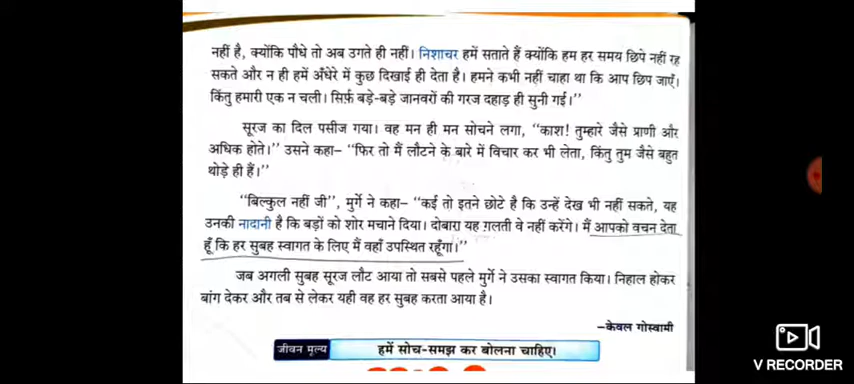 नहीं है, क्योंकि पौधे तो अब उगते ही नहीं। निशाचर हमें सताते हैं क्योंकि हम हर समय छिपे नहीं रह
सकते और न ही हमें अँधेरे में कुछ दिखाई ही देता है। हमने कभी नहीं चाहा था कि आप छिप जाएँ।
किंतु हमारी एक न चली। सिर्फ़ बड़े-बड़े जानवरों की गरज दहाड़ ही सुनी गई।”
सूरज का दिल पसीज गया। वह मन ही मन सोचने लगा, “काश! तुम्हारे जैसे प्राणी और
अधिक होते।” उसने कहा– “फिर तो मैं लौटने के बारे में विचार कर भी लेता, किंतु तुम जैसे बहुत
थोड़े ही हैं।”
“बिल्कुल नहीं जी”, मुर्गे ने कहा– “कई तो इतने छोटे है कि उन्हें देख भी नहीं सकते, यह
उनकी नादानी है कि बड़ों को शोर मचाने दिया। दोबारा यह ग़लती वे नहीं करेंगे। मैं आपको वचन देता
हूँ कि हर सुबह स्वागत के लिए मैं वहाँ उपस्थित रहूँगा।”
जब अगली सुबह सूरज लौट आया तो सबसे पहले मुर्गे ने उसका स्वागत किया। निहाल होकर
बांग देकर और तब से लेकर यही वह हर सुबह करता आया है।
–केवल गोस्वामी
जीवन मूल्य हमें सोच-समझ कर बोलना चाहिए।
V RECORDER